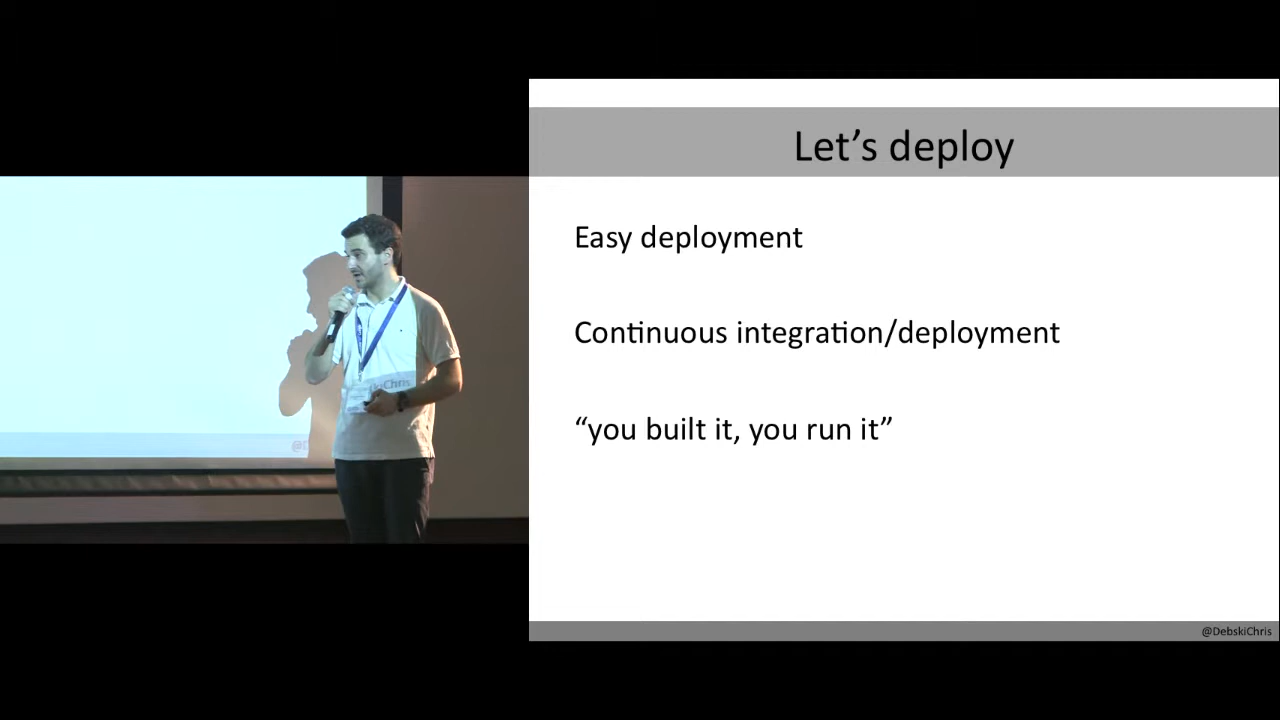 Let’s deploy
Easy deployment
Continuous integration/deployment
“you built it, you run it”
@DebskiChris